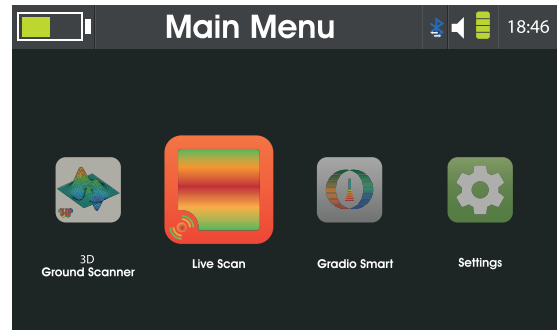 Main Menu
18:46
3D
Ground Scanner
Live Scan
Gradio Smart
Settings